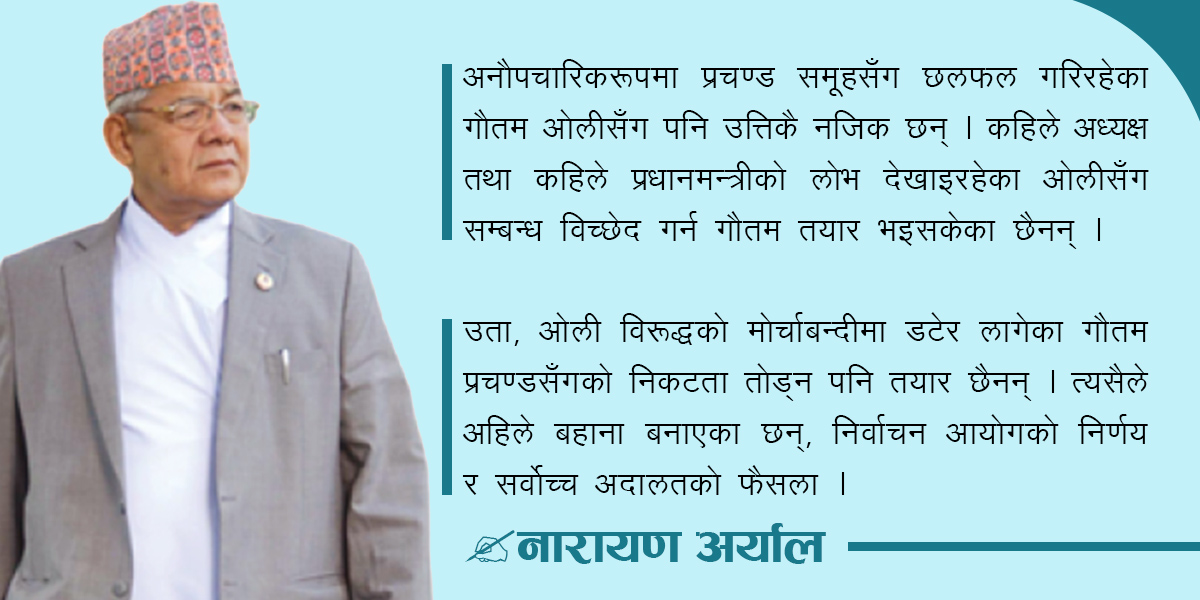 अनौपचारिकरूपमा प्रचण्ड समूहसँग छलफल गरिरहेका
गौतम ओलीसँग पनि उत्तिकै नजिक छन् । कहिले अध्यक्ष
तथा कहिले प्रधानमन्त्रीको लोभ देखाइरहेका ओलीसँग
सम्बन्ध विच्छेद गर्न गौतम तयार भइसकेका छैनन् ।
उता, ओली विरूद्धको मोर्चाबन्दीमा डटेर लागेका गौतम
प्रचण्डसँगको निकटता तोड्न पनि तयार छैनन् । त्यसैले
अहिले बहाना बनाएका छन्, निर्वाचन आयोगको निर्णय
र सर्वोच्च अदालतको फैसला ।
नारायण अर्याल